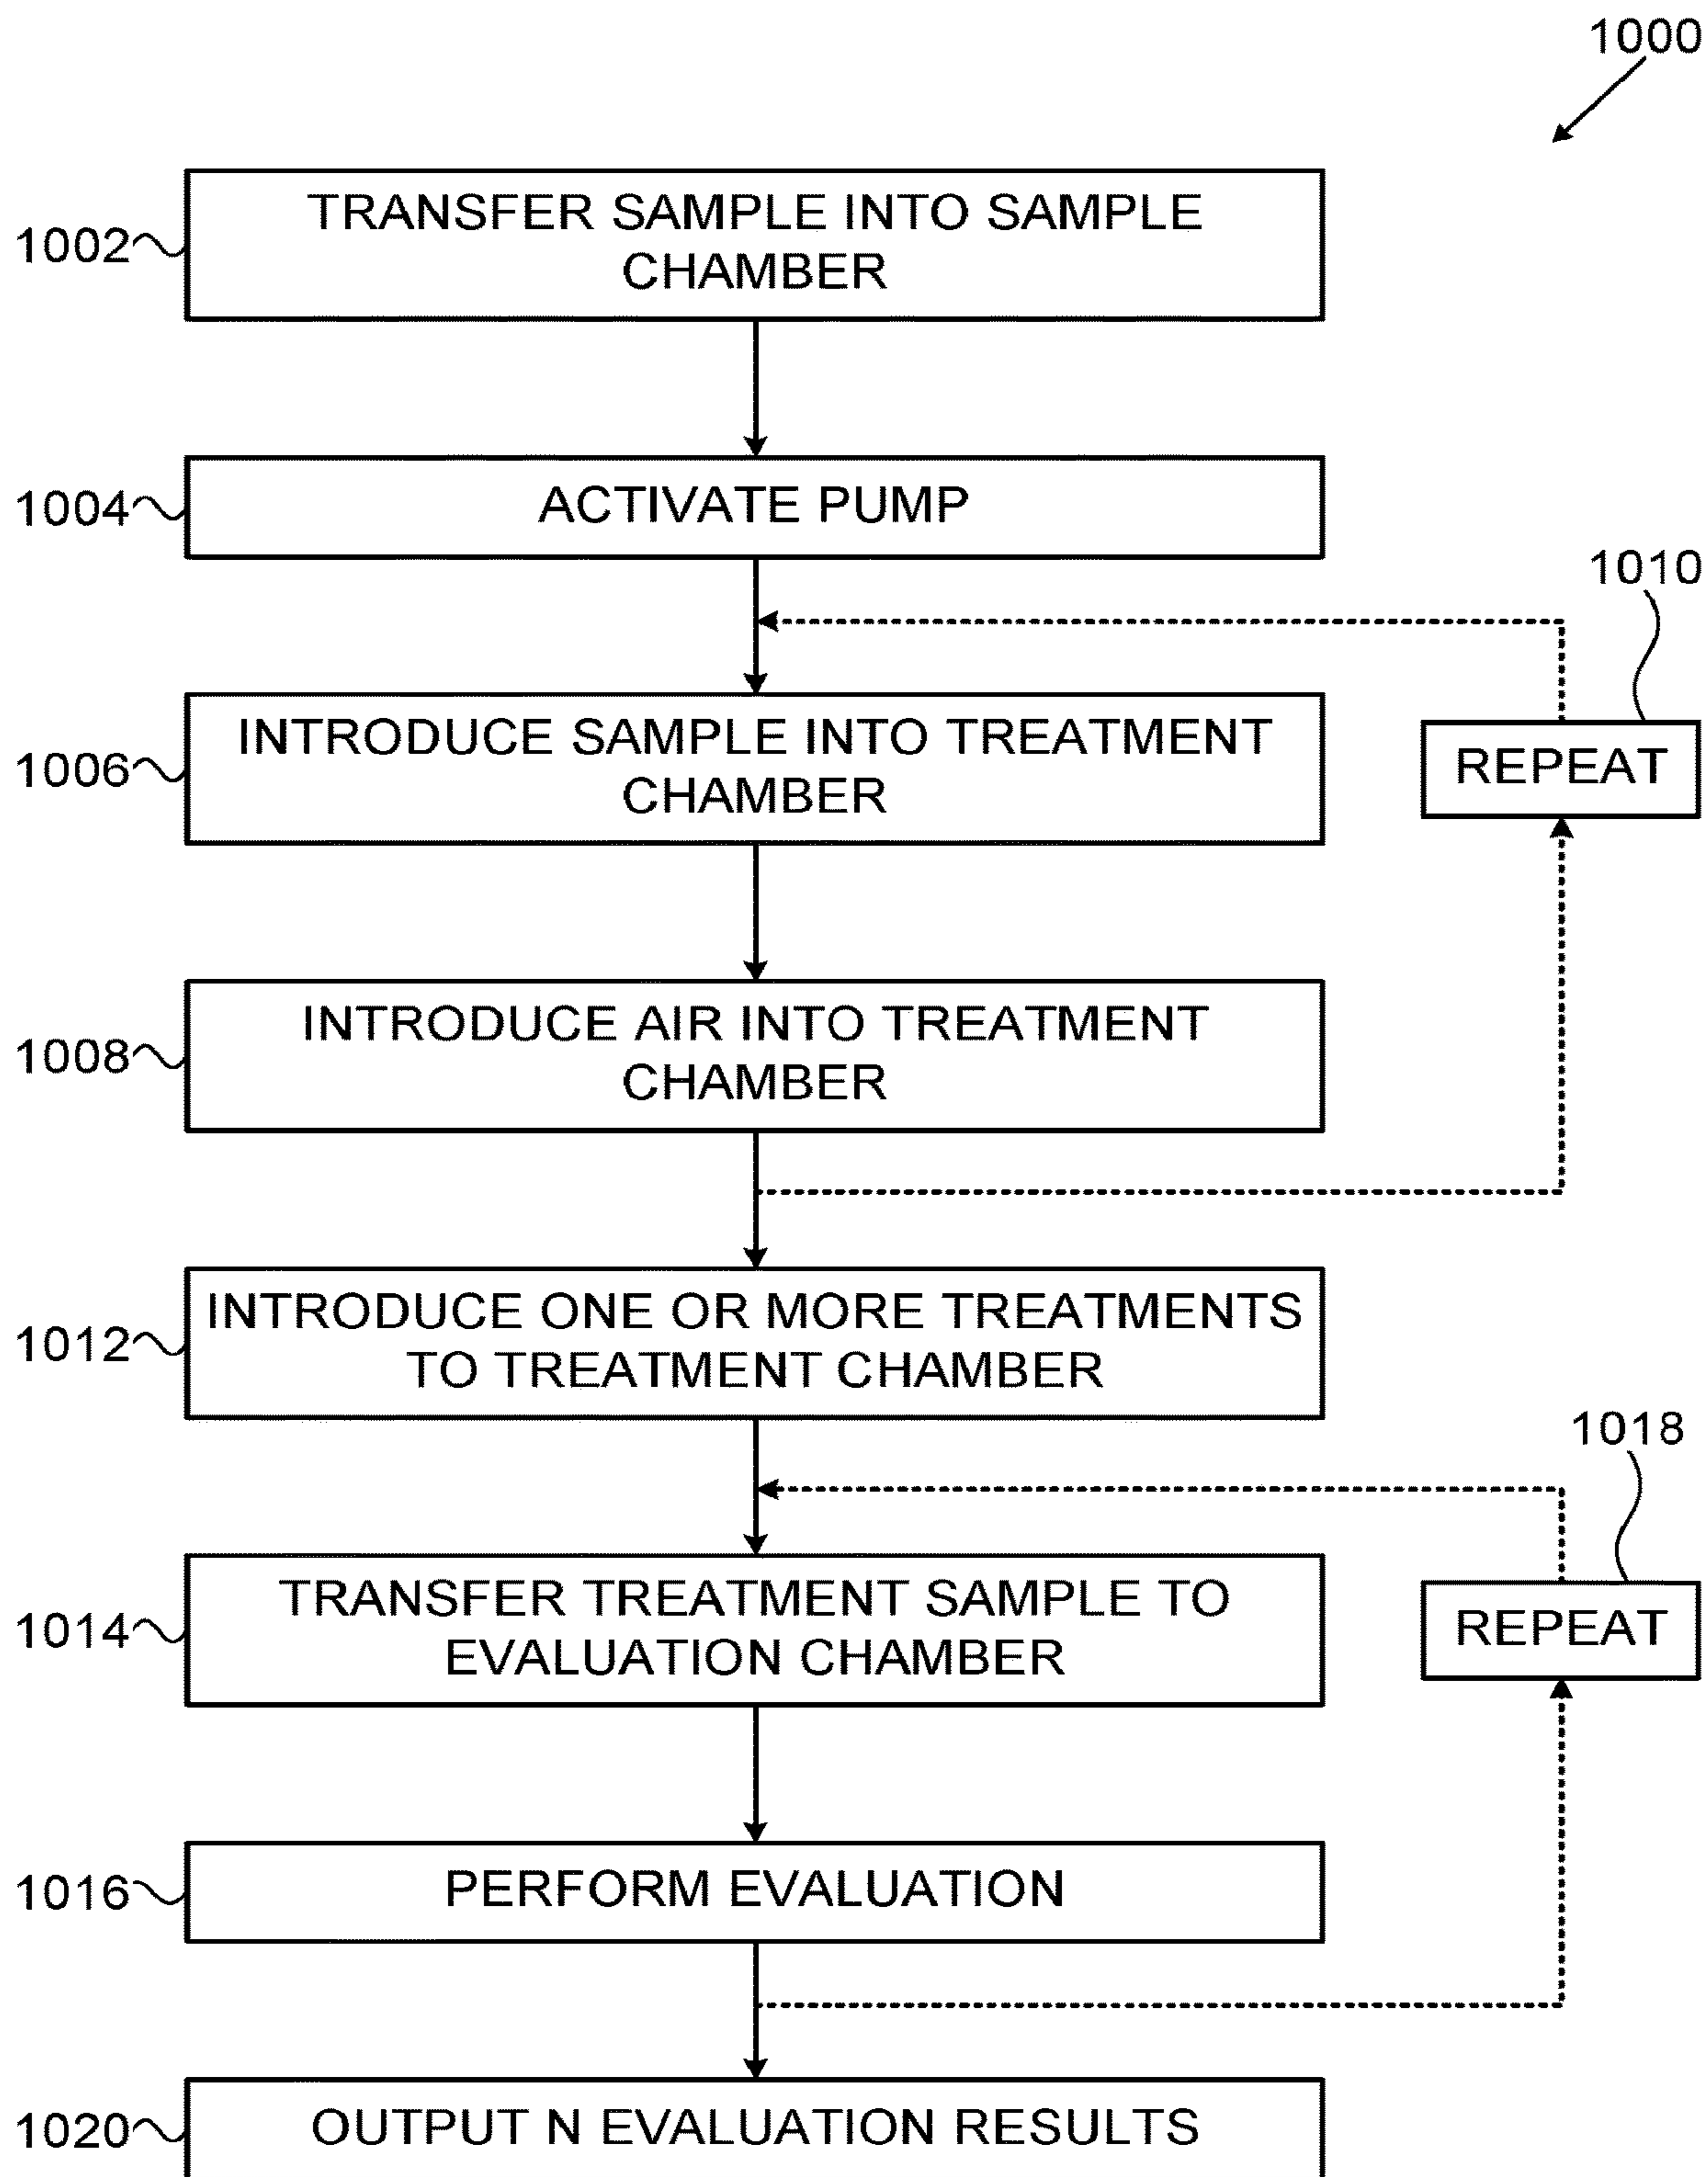 1000
1002
TRANSFER SAMPLE INTO SAMPLE
CHAMBER
1004
ACTIVATE PUMP
1010
1006
INTRODUCE SAMPLE INTO TREATMENT
CHAMBER
REPEAT
1008
INTRODUCE AIR INTO TREATMENT
CHAMBER
1012
INTRODUCE ONE OR MORE TREATMENTS
TO TREATMENT CHAMBER
1018
1014
TRANSFER TREATMENT SAMPLE TO
EVALUATION CHAMBER
REPEAT
1016
PERFORM EVALUATION
1020
OUTPUT N EVALUATION RESULTS